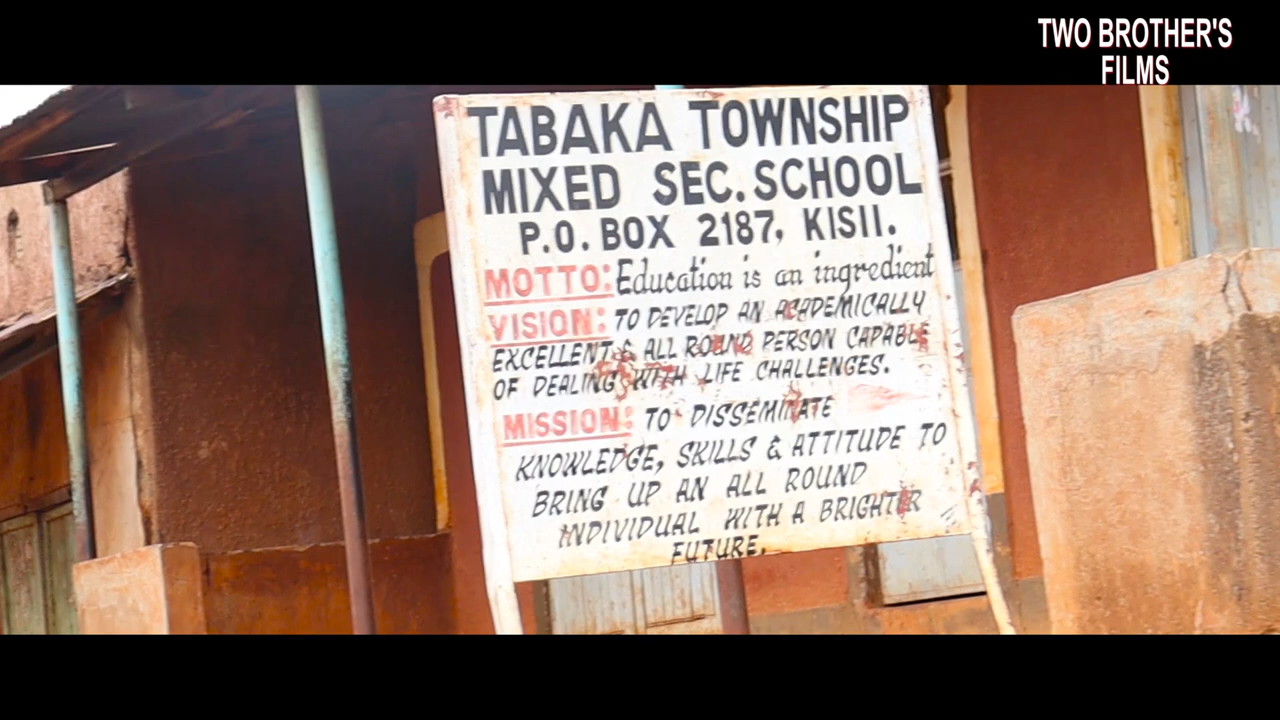 TWO BROTHER'S
FILMS
TABAKA TOWNSHIP
MIXED SEC. SCHOOL
P.O. BOX 2187, KISII.
MOTTO: Education is an ingredient
VISION: TO DEVELOP AN ACADEMICALLY
EXCELLENT & ALL ROUND PERSON CAPABLE
OF DEALING WITH LIFE CHALLENGES.
MISSION: TO DISSEMINATE
KNOWLEDGE, SKILLS & ATTITUDE TO
BRING UP AN ALL ROUND
INDIVIDUAL WITH A BRIGHTER
FUTURE.